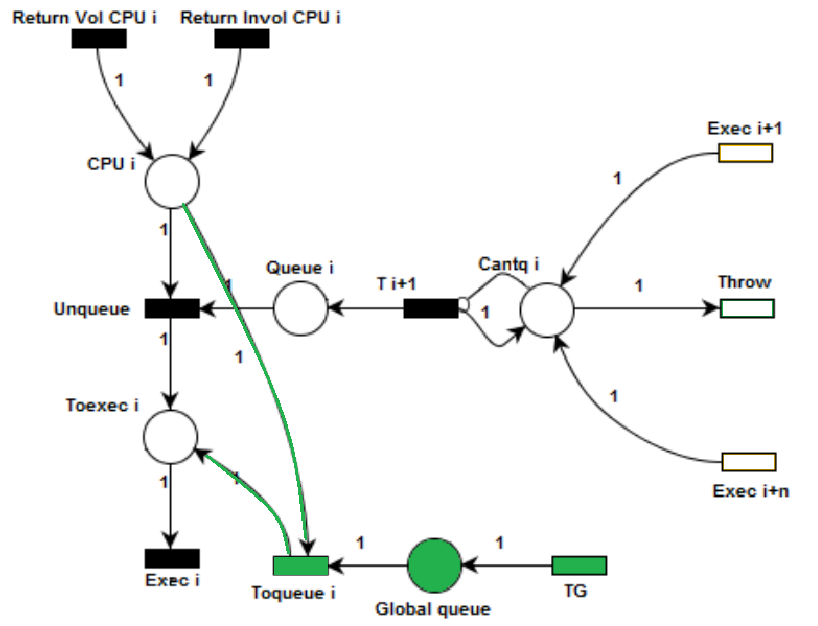 Return Vol CPU i
Return Invol CPU i
1
1
Exec i+1
CPU i
1
1
Queue i
T i+1
Cantq i
Throw
1
1
1
Unqueue
1
1
Toexec i
1
1
1
Exec i+n
1
1
Exec i
Toqueue i
Global queue
TG